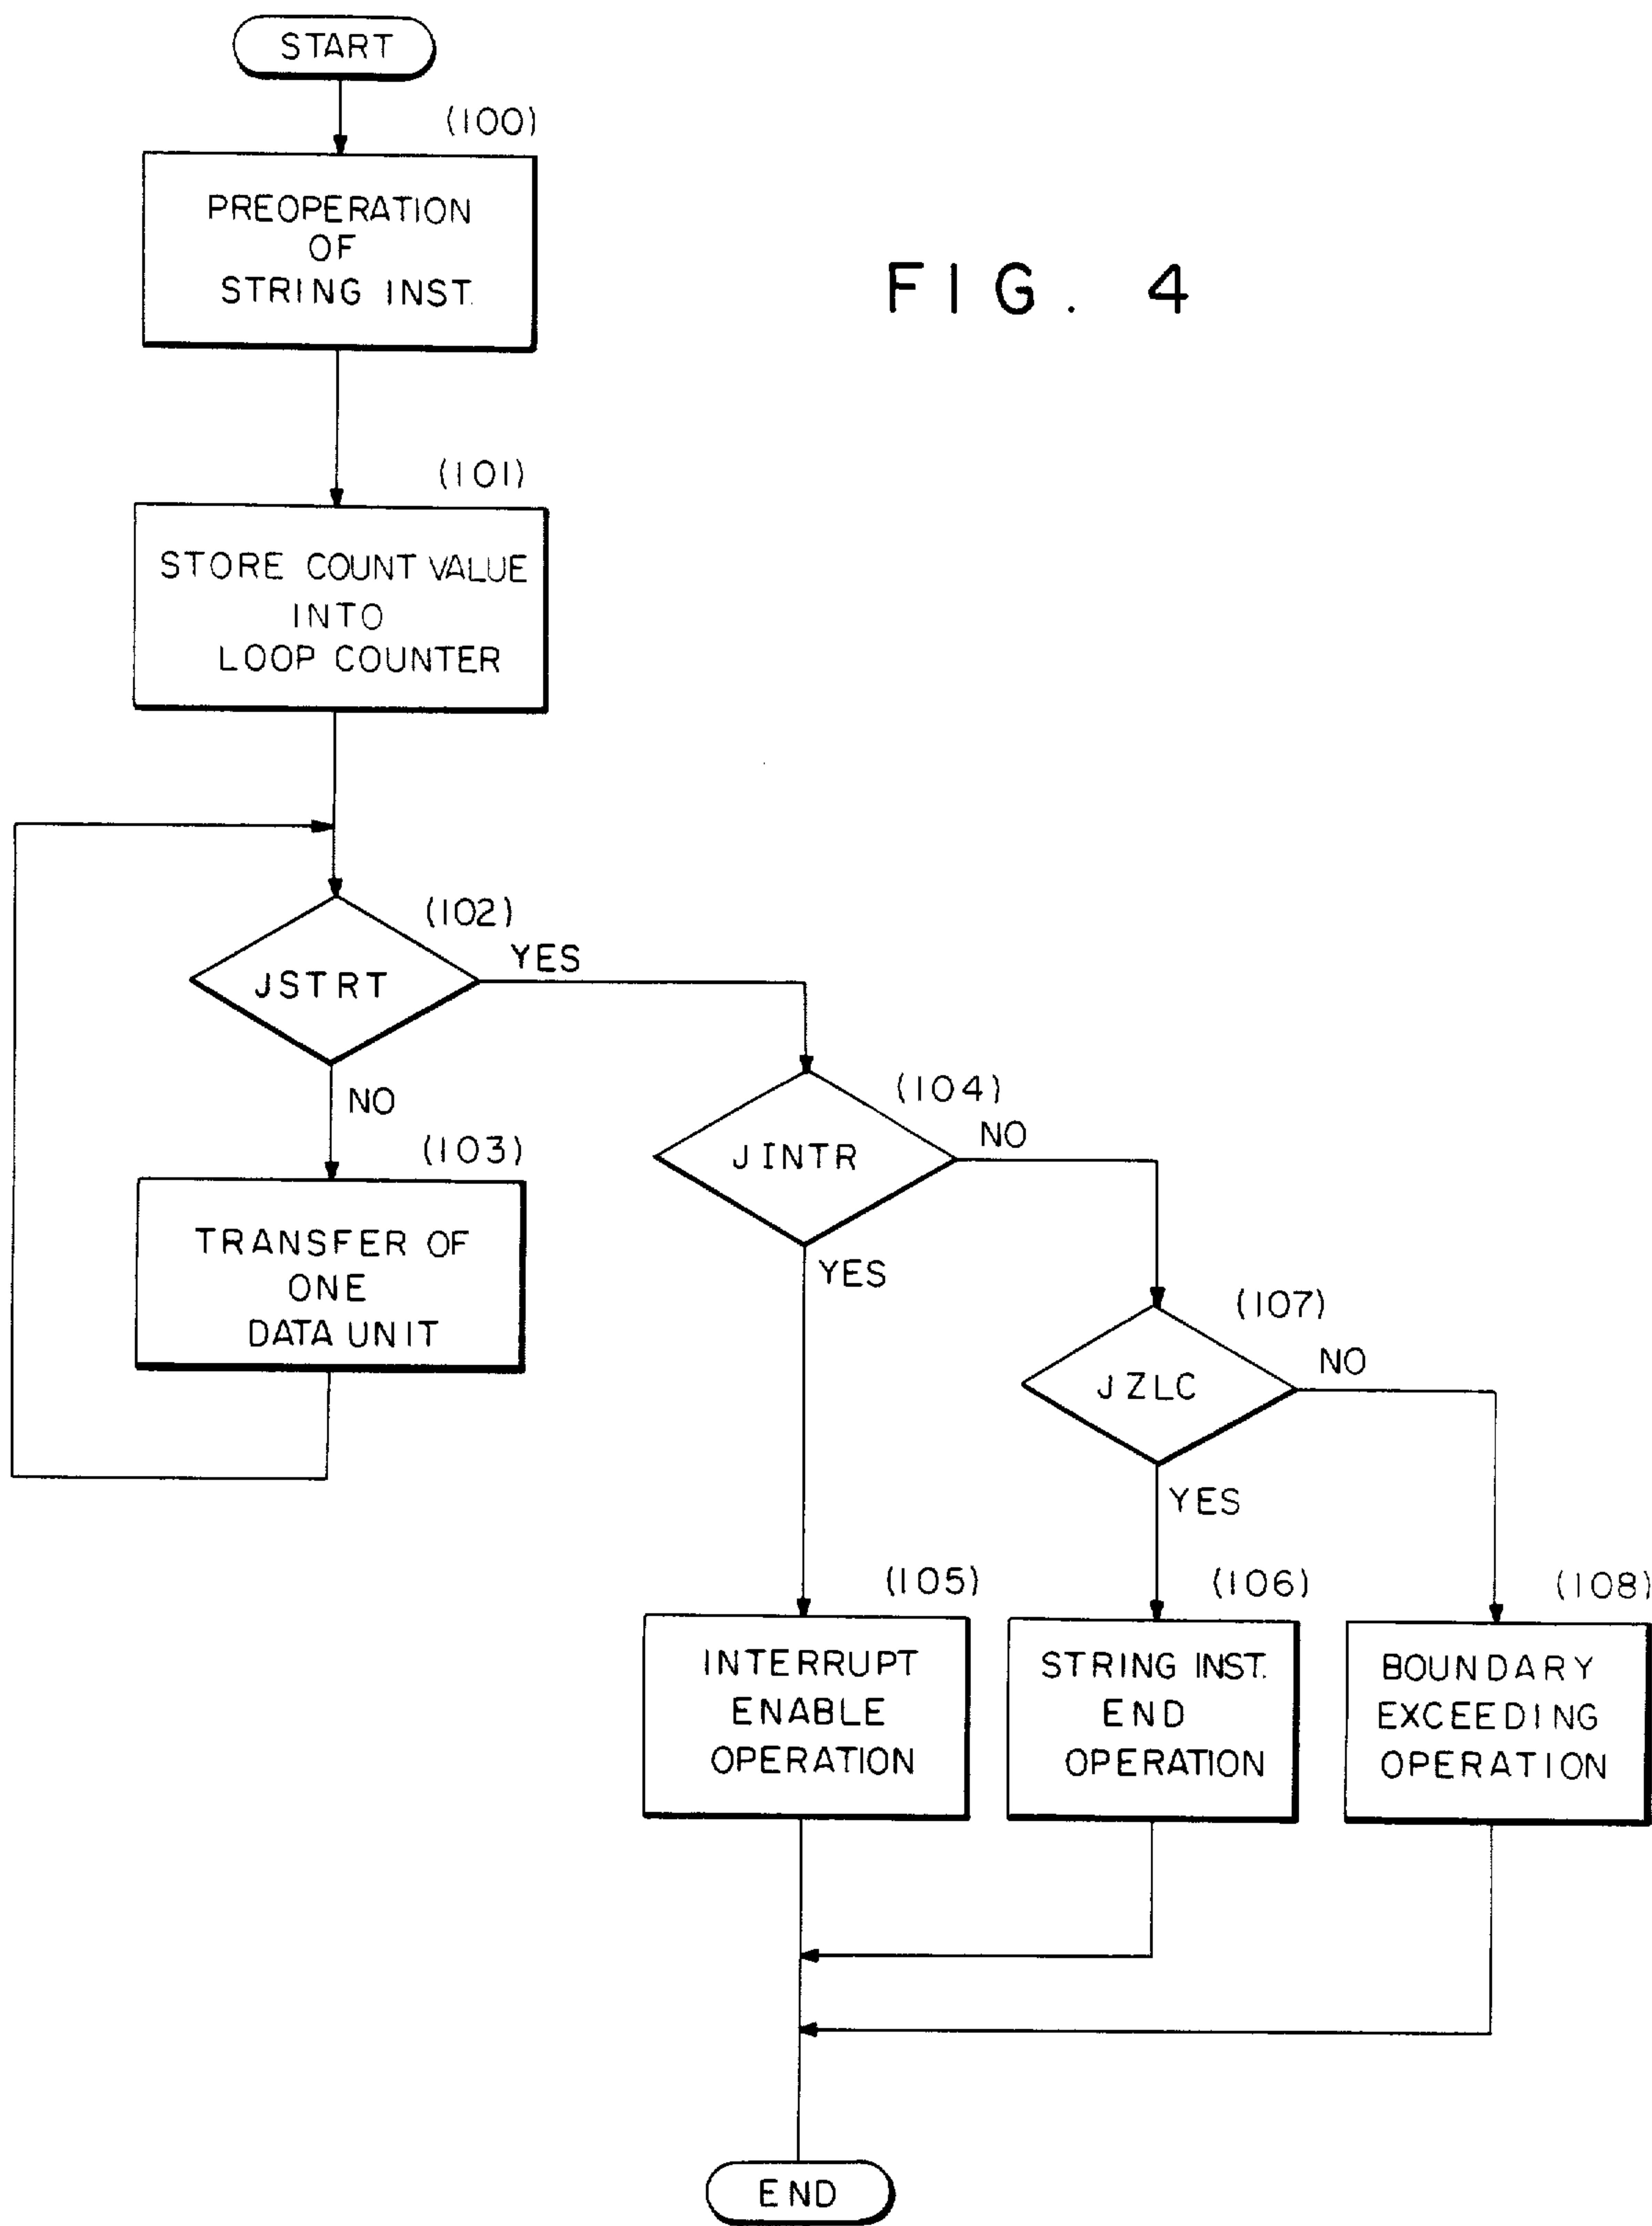 START
(100)
PREOPERATION
OF
STRING INST.
FIG. 4
(101)
STORE COUNT VALUE
INTO
LOOP COUNTER
(102)
JSTRT
YES
NO
(103)
TRANSFER OF
ONE
DATA UNIT
(104)
JINTR
NO
YES
(107)
JZLC
NO
YES
(105)
INTERRUPT
ENABLE
OPERATION
(106)
STRING INST.
END
OPERATION
(108)
BOUNDARY
EXCEEDING
OPERATION
END